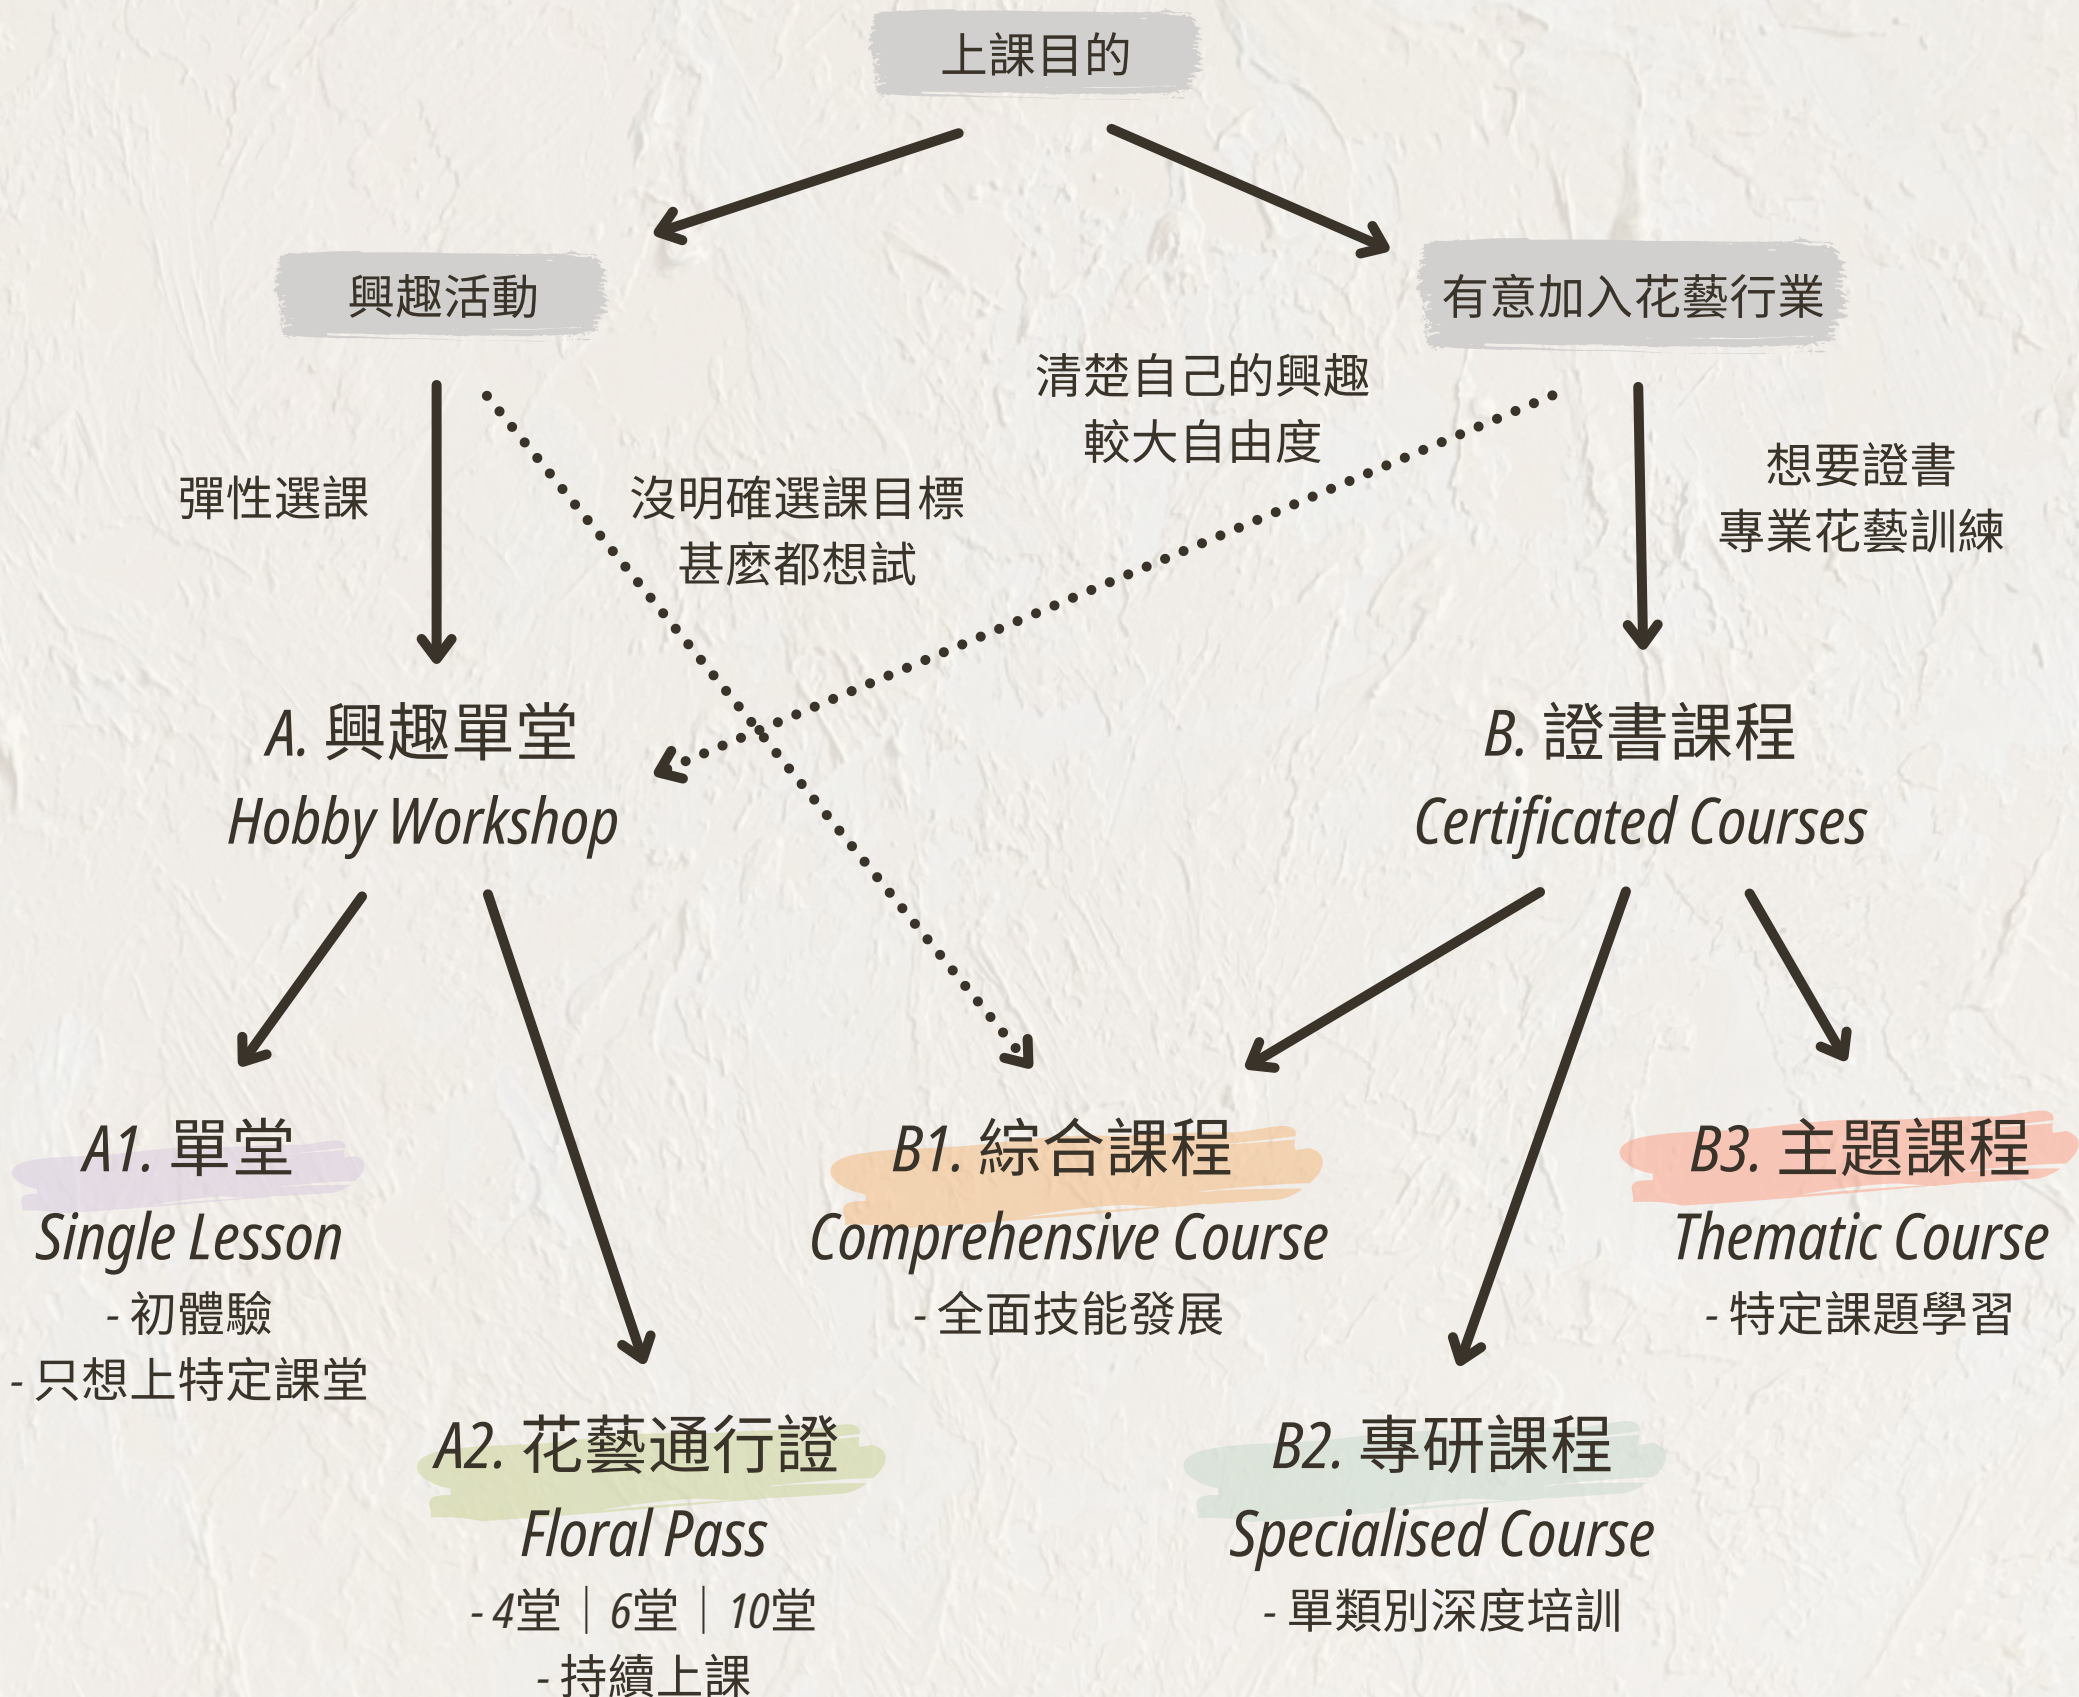 上課目的
興趣活動
有意加入花藝行業
清楚自己的興趣
較大自由度
彈性選課
沒明確選課目標
甚麼都想試
想要證書
專業花藝訓練
A. 興趣單堂
Hobby Workshop
B. 證書課程
Certificated Courses
A1. 單堂
Single Lesson
- 初體驗
- 只想上特定課堂
B1. 綜合課程
Comprehensive Course
- 全面技能發展
B3. 主題課程
Thematic Course
- 特定課題學習
A2. 花藝通行證
Floral Pass
- 4堂｜6堂｜10堂
- 持續上課
B2. 專研課程
Specialised Course
- 單類別深度培訓